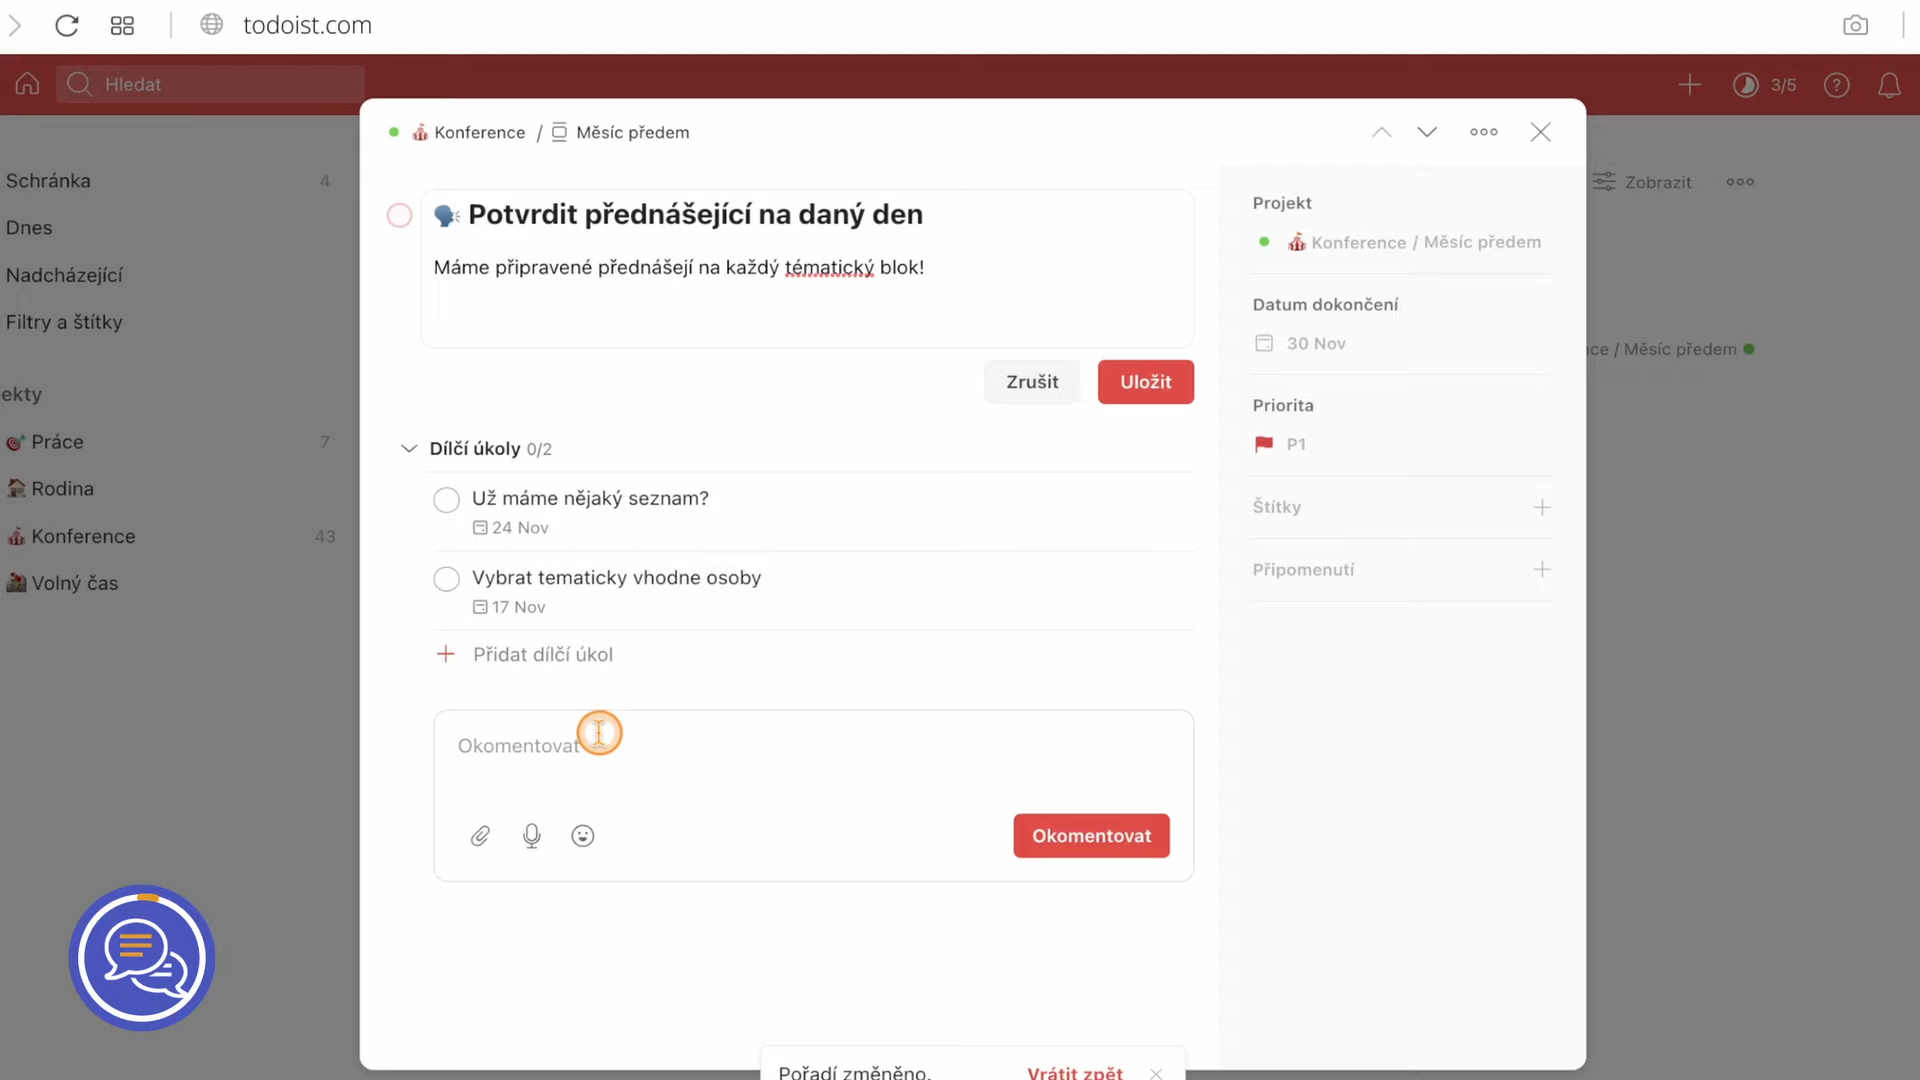 todoist.com
Hledat
3/5
Konference / Měsíc předem
Schránka 4
Dnes
Nadcházející
Filtry a štítky
ekty
Práce 7
Rodina
Konference 43
Volný čas
Potvrdit přednášející na daný den
Máme připravené přednášejí na každý tématický blok!
Zrušit
Uložit
Dílčí úkoly 0/2
Už máme nějaký seznam?
24 Nov
Vybrat tematicky vhodne osoby
17 Nov
Přidat dílčí úkol
Okomentovat
Okomentovat
Projekt
Konference / Měsíc předem
Datum dokončení
30 Nov
Priorita
P1
Štítky
Připomenutí
Zobrazit
ce / Měsíc předem
Pořadí změněno.
Vrátit zpět